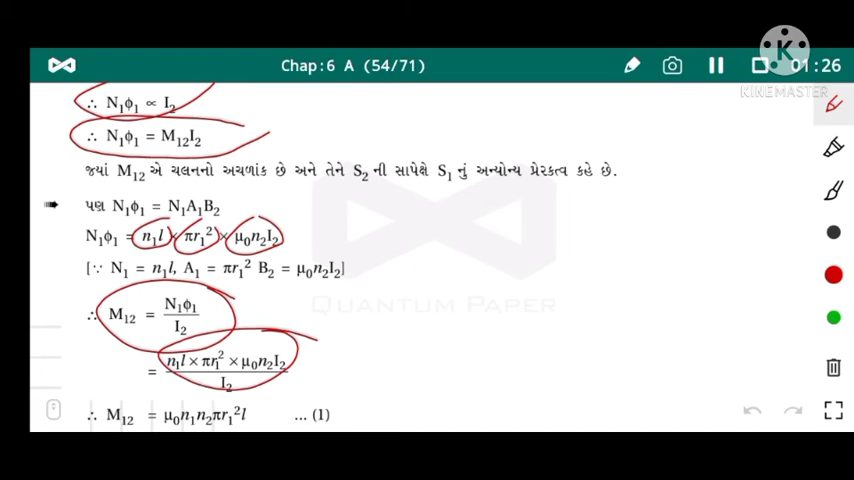 Chap:6 A (54/71)
01:26
KINEMASTER
∴ N₁ϕ₁ ∝ I₂
∴ N₁ϕ₁ = M₁₂I₂
જ્યાં M₁₂ એ ચલનનો અચળાંક છે અને તેને S₂ ની સાપેક્ષે S₁ નું અન્યોન્ય પ્રેરકત્વ કહે છે.
➠ પણ N₁ϕ₁ = N₁A₁B₂
N₁ϕ₁ = n₁l × πr₁² × μ₀n₂I₂
[∵ N₁ = n₁l, A₁ = πr₁² B₂ = μ₀n₂I₂]
∴ M₁₂ = N₁ϕ₁/I₂
= n₁l × πr₁² × μ₀n₂I₂/I₂
∴ M₁₂ = μ₀n₁n₂πr₁²l ... (1)
QUANTUM PAPER